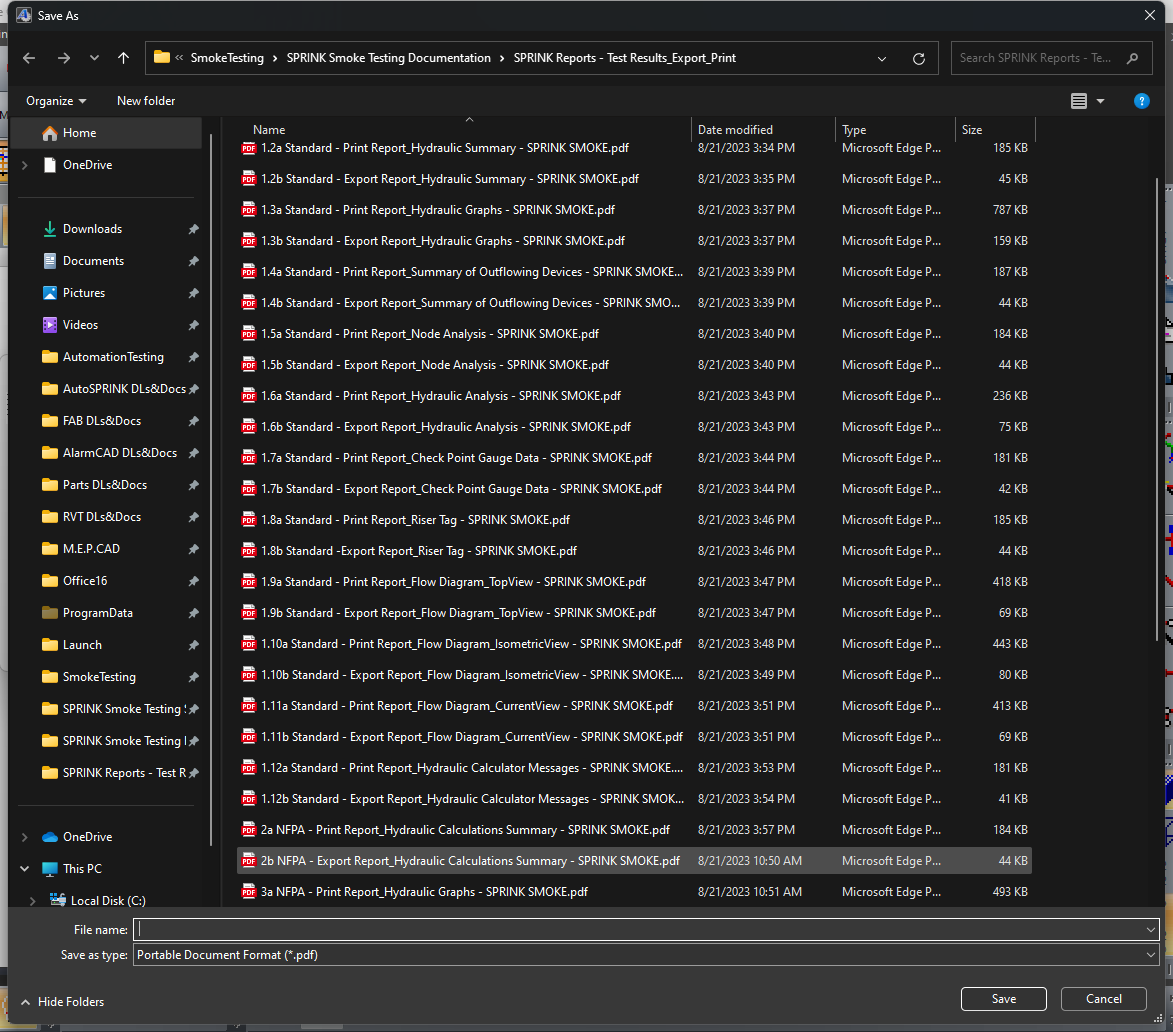 Save As
« SmokeTesting > SPRINK Smoke Testing Documentation > SPRINK Reports - Test Results_Export_Print
Search SPRINK Reports - Te...
Organize New folder ?
Home
OneDrive
Downloads
Documents
Pictures
Videos
AutomationTesting
AutoSPRINK DLs&Docs
FAB DLs&Docs
AlarmCAD DLs&Docs
Parts DLs&Docs
RVT DLs&Docs
M.E.P.CAD
Office16
ProgramData
Launch
SmokeTesting
SPRINK Smoke Testing
SPRINK Smoke Testing
SPRINK Reports - Test R
OneDrive
This PC
Local Disk (C:)
Name Date modified Type Size
PDF 1.2a Standard - Print Report_Hydraulic Summary - SPRINK SMOKE.pdf 8/21/2023 3:34 PM Microsoft Edge P... 185 KB
PDF 1.2b Standard - Export Report_Hydraulic Summary - SPRINK SMOKE.pdf 8/21/2023 3:35 PM Microsoft Edge P... 45 KB
PDF 1.3a Standard - Print Report_Hydraulic Graphs - SPRINK SMOKE.pdf 8/21/2023 3:37 PM Microsoft Edge P... 787 KB
PDF 1.3b Standard - Export Report_Hydraulic Graphs - SPRINK SMOKE.pdf 8/21/2023 3:37 PM Microsoft Edge P... 159 KB
PDF 1.4a Standard - Print Report_Summary of Outflowing Devices - SPRINK SMOKE... 8/21/2023 3:39 PM Microsoft Edge P... 187 KB
PDF 1.4b Standard - Export Report_Summary of Outflowing Devices - SPRINK SMO... 8/21/2023 3:39 PM Microsoft Edge P... 44 KB
PDF 1.5a Standard - Print Report_Node Analysis - SPRINK SMOKE.pdf 8/21/2023 3:40 PM Microsoft Edge P... 184 KB
PDF 1.5b Standard - Export Report_Node Analysis - SPRINK SMOKE.pdf 8/21/2023 3:40 PM Microsoft Edge P... 44 KB
PDF 1.6a Standard - Print Report_Hydraulic Analysis - SPRINK SMOKE.pdf 8/21/2023 3:43 PM Microsoft Edge P... 236 KB
PDF 1.6b Standard - Export Report_Hydraulic Analysis - SPRINK SMOKE.pdf 8/21/2023 3:43 PM Microsoft Edge P... 75 KB
PDF 1.7a Standard - Print Report_Check Point Gauge Data - SPRINK SMOKE.pdf 8/21/2023 3:44 PM Microsoft Edge P... 181 KB
PDF 1.7b Standard - Export Report_Check Point Gauge Data - SPRINK SMOKE.pdf 8/21/2023 3:44 PM Microsoft Edge P... 42 KB
PDF 1.8a Standard - Print Report_Riser Tag - SPRINK SMOKE.pdf 8/21/2023 3:46 PM Microsoft Edge P... 185 KB
PDF 1.8b Standard -Export Report_Riser Tag - SPRINK SMOKE.pdf 8/21/2023 3:46 PM Microsoft Edge P... 44 KB
PDF 1.9a Standard - Print Report_Flow Diagram_TopView - SPRINK SMOKE.pdf 8/21/2023 3:47 PM Microsoft Edge P... 418 KB
PDF 1.9b Standard - Export Report_Flow Diagram_TopView - SPRINK SMOKE.pdf 8/21/2023 3:47 PM Microsoft Edge P... 69 KB
PDF 1.10a Standard - Print Report_Flow Diagram_IsometricView - SPRINK SMOKE.pdf 8/21/2023 3:48 PM Microsoft Edge P... 443 KB
PDF 1.10b Standard - Export Report_Flow Diagram_IsometricView - SPRINK SMOKE.... 8/21/2023 3:49 PM Microsoft Edge P... 80 KB
PDF 1.11a Standard - Print Report_Flow Diagram_CurrentView - SPRINK SMOKE.pdf 8/21/2023 3:51 PM Microsoft Edge P... 413 KB
PDF 1.11b Standard - Export Report_Flow Diagram_CurrentView - SPRINK SMOKE.pdf 8/21/2023 3:51 PM Microsoft Edge P... 69 KB
PDF 1.12a Standard - Print Report_Hydraulic Calculator Messages - SPRINK SMOKE.... 8/21/2023 3:53 PM Microsoft Edge P... 181 KB
PDF 1.12b Standard - Export Report_Hydraulic Calculator Messages - SPRINK SMOK... 8/21/2023 3:54 PM Microsoft Edge P... 41 KB
PDF 2a NFPA - Print Report_Hydraulic Calculations Summary - SPRINK SMOKE.pdf 8/21/2023 3:57 PM Microsoft Edge P... 184 KB
PDF 2b NFPA - Export Report_Hydraulic Calculations Summary - SPRINK SMOKE.pdf 8/21/2023 10:50 AM Microsoft Edge P... 44 KB
PDF 3a NFPA - Print Report_Hydraulic Graphs - SPRINK SMOKE.pdf 8/21/2023 10:51 AM Microsoft Edge P... 493 KB
File name:
Save as type: Portable Document Format (*.pdf)
Hide Folders
Save Cancel